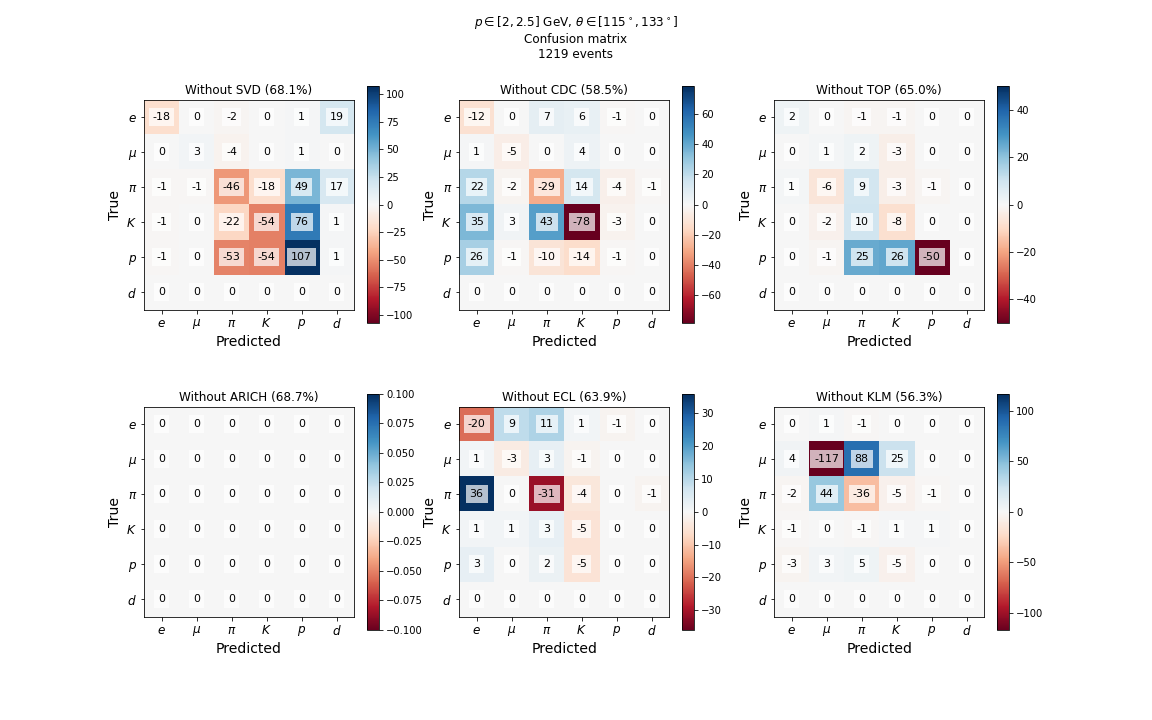 p ∈ [2, 2.5] GeV, θ ∈ [115°, 133°]
Confusion matrix
1219 events
Without SVD (68.1%)
True
e -18 0 -2 0 1 19
μ 0 3 -4 0 1 0
π -1 -1 -46 -18 49 17
K -1 0 -22 -54 76 1
p -1 0 -53 -54 107 1
d 0 0 0 0 0 0
e μ π K p d
Predicted
100
75
50
25
0
−25
−50
−75
−100
Without CDC (58.5%)
True
e -12 0 7 6 -1 0
μ 1 -5 0 4 0 0
π 22 -2 -29 14 -4 -1
K 35 3 43 -78 -3 0
p 26 -1 -10 -14 -1 0
d 0 0 0 0 0 0
e μ π K p d
Predicted
60
40
20
0
−20
−40
−60
Without TOP (65.0%)
True
e 2 0 -1 -1 0 0
μ 0 1 2 -3 0 0
π 1 -6 9 -3 -1 0
K 0 -2 10 -8 0 0
p 0 -1 25 26 -50 0
d 0 0 0 0 0 0
e μ π K p d
Predicted
40
20
0
−20
−40
Without ARICH (68.7%)
True
e 0 0 0 0 0 0
μ 0 0 0 0 0 0
π 0 0 0 0 0 0
K 0 0 0 0 0 0
p 0 0 0 0 0 0
d 0 0 0 0 0 0
e μ π K p d
Predicted
0.100
0.075
0.050
0.025
0.000
−0.025
−0.050
−0.075
−0.100
Without ECL (63.9%)
True
e -20 9 11 1 -1 0
μ 1 -3 3 -1 0 0
π 36 0 -31 -4 0 -1
K 1 1 3 -5 0 0
p 3 0 2 -5 0 0
d 0 0 0 0 0 0
e μ π K p d
Predicted
30
20
10
0
−10
−20
−30
Without KLM (56.3%)
True
e 0 1 -1 0 0 0
μ 4 -117 88 25 0 0
π -2 44 -36 -5 -1 0
K -1 0 -1 1 1 0
p -3 3 5 -5 0 0
d 0 0 0 0 0 0
e μ π K p d
Predicted
100
50
0
−50
−100